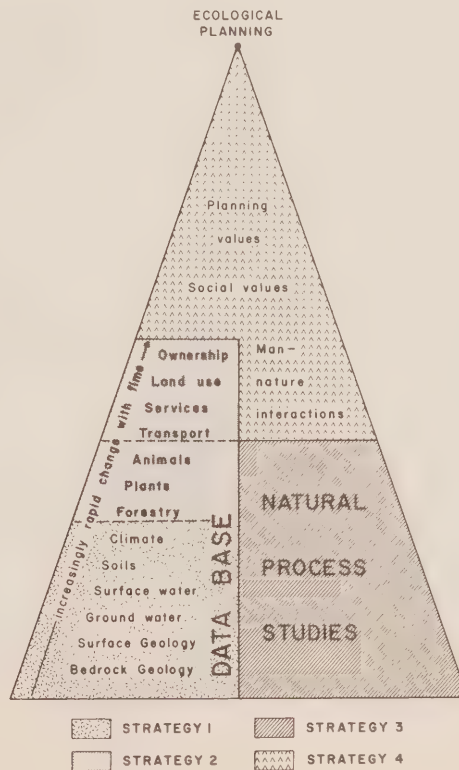 ECOLOGICAL
PLANNING
Planning
values
Social values
Man-
nature
interactions
Ownership
Land use
Services
Transport
Animals
Plants
Forestry
Climate
Soils
Surface water
Ground water
Surface Geology
Bedrock Geology
increasingly rapid change with time
DATA BASE
NATURAL
PROCESS
STUDIES
STRATEGY 1
STRATEGY 3
STRATEGY 2
STRATEGY 4